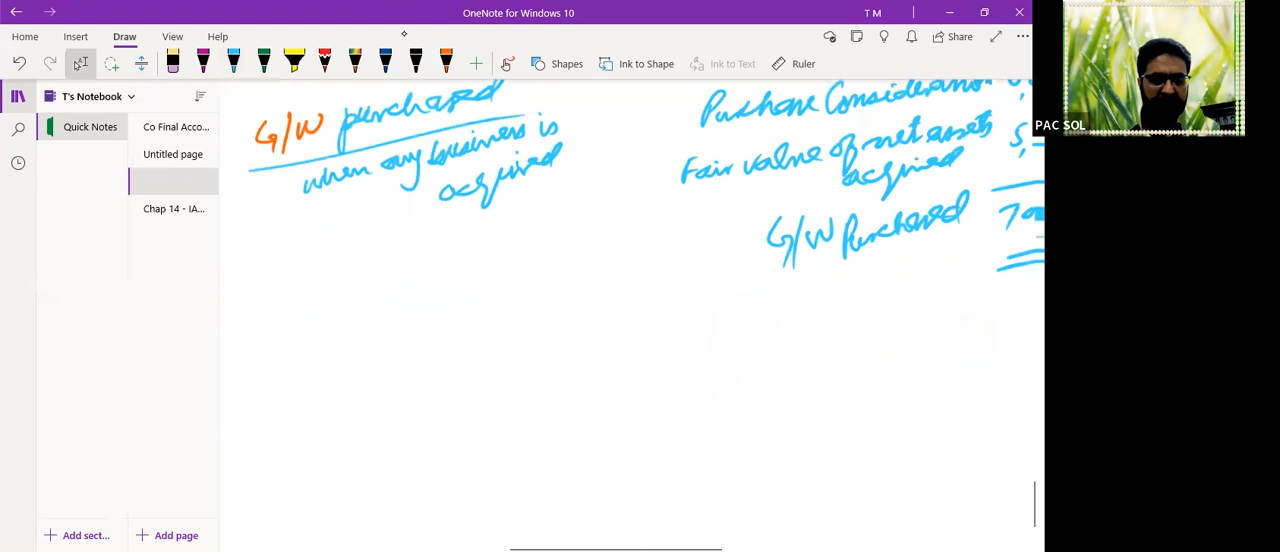 OneNote for Windows 10
T M
Home Insert Draw View Help
Share
Shapes Ink to Shape Ink to Text Ruler
T's Notebook
Quick Notes
Co Final Acco...
Untitled page
Chap 14 - IA...
Add sect...
Add page
G/W purchased
when any business is
acquired
Purchase Consideration
Fair value of net assets
acquired
G/W Purchased
PAC SOL